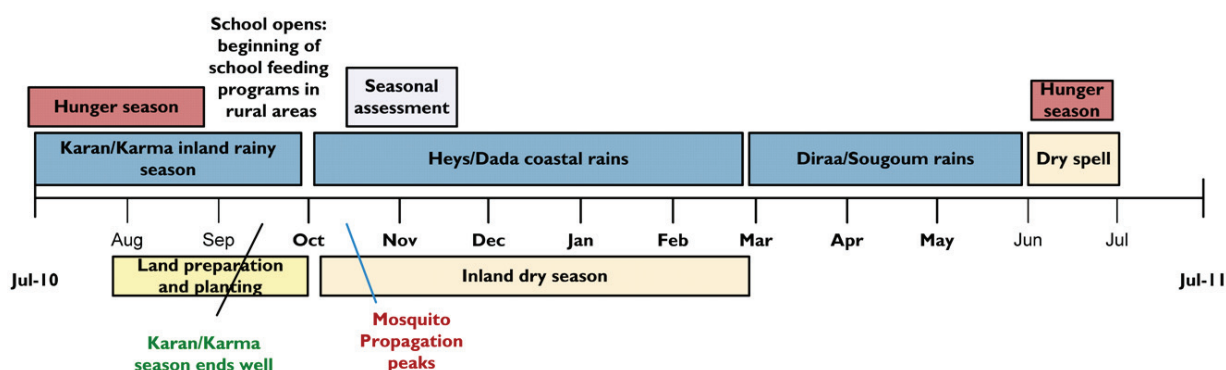 School opens:
beginning of
school feeding
programs in
rural areas
Hunger season
Seasonal
assessment
Hunger
season
Karan/Karma inland rainy
season
Heys/Dada coastal rains
Diraa/Sougoum rains
Dry spell
Aug
Sep
Oct
Nov
Dec
Jan
Feb
Mar
Apr
May
Jun
Jul
Jul-10
Land preparation
and planting
Inland dry season
Jul-11
Karan/Karma
season ends well
Mosquito
Propagation
peaks